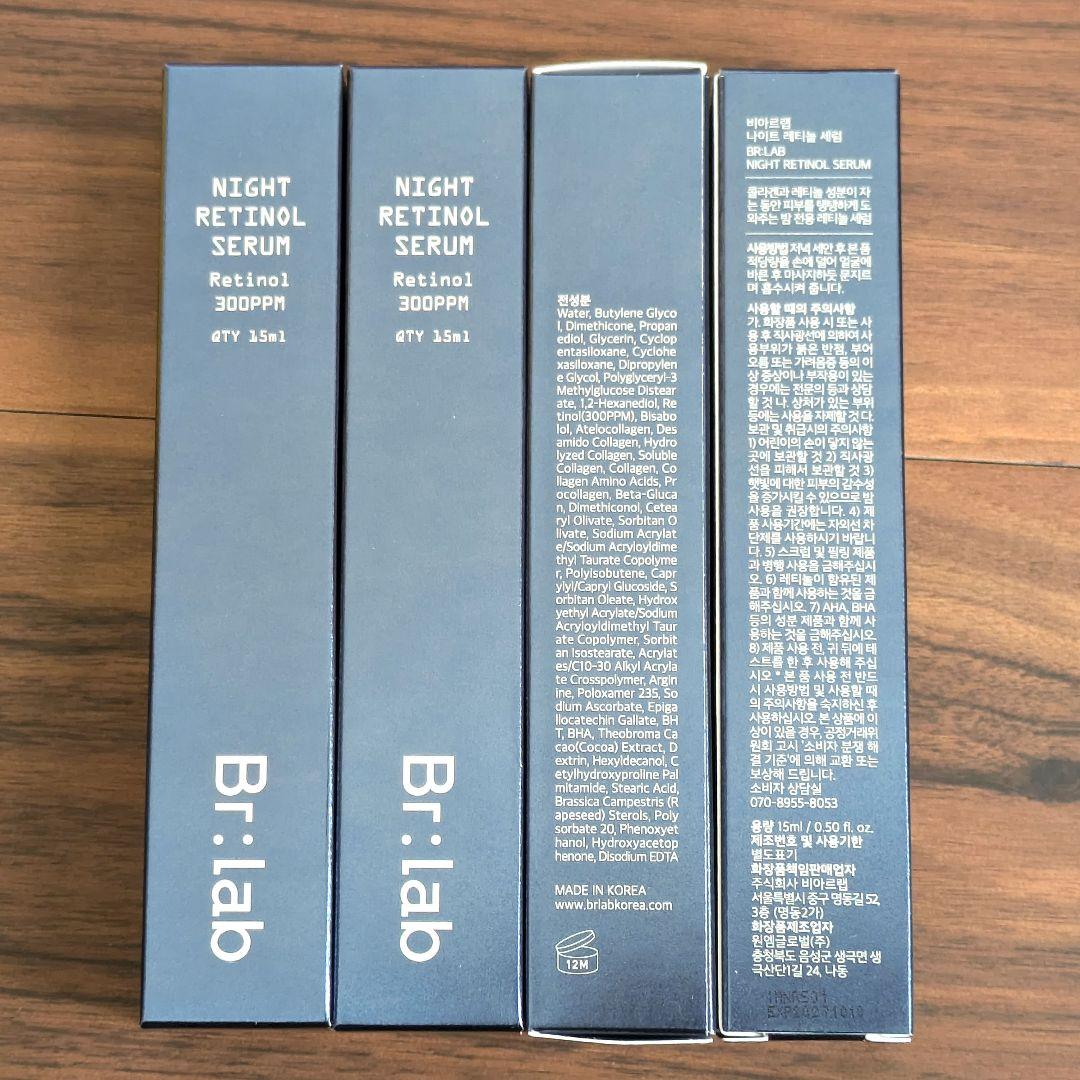 NIGHT
RETINOL
SERUM
Retinol
300PPM
QTY 15ml
Br:lab
NIGHT
RETINOL
SERUM
Retinol
300PPM
QTY 15ml
Br:lab
전성분
Water, Butylene Glyco
l, Dimethicone, Propan
ediol, Glycerin, Cyclop
entasiloxane, Cyclohe
xasiloxane, Dipropylen
e Glycol, Polyglyceryl-3
Methylglucose Distear
ate, 1,2-Hexanediol, Re
tinol(300PPM), Bisabo
lol, Atelocollagen, Des
amido Collagen, Hydro
lyzed Collagen, Soluble
Collagen, Collagen, Co
llagen Amino Acids, Pr
ocollagen, Beta-Gluca
n, Dimethiconol, Cetea
ryl Olivate, Sorbitan O
livate, Sodium Acrylat
e/Sodium Acryloyldime
thyl Taurate Copolyme
r, Polyisobutene, Capr
ylyl/Capryl Glucoside, S
orbitan Oleate, Hydrox
yethyl Acrylate/Sodium
Acryloyldimethyl Taur
ate Copolymer, Sorbit
an Isostearate, Acrylat
es/C10-30 Alkyl Acryla
te Crosspolymer, Argin
ine, Poloxamer 235, So
dium Ascorbate, Epiga
llocatechin Gallate, BH
T, BHA, Theobroma Ca
cao(Cocoa) Extract, D
extrin, Hexyldecanol, C
etylhydroxyproline Pal
mitamide, Stearic Acid,
Brassica Campestris (R
apeseed) Sterols, Poly
sorbate 20, Phenoxyet
hanol, Hydroxyacetop
henone, Disodium EDTA
MADE IN KOREA
www.brlabkorea.com
12M
비아르랩
나이트 레티놀 세럼
BR:LAB
NIGHT RETINOL SERUM
콜라겐과 레티놀 성분이 자
는 동안 피부를 탱탱하게 도
와주는 밤 전용 레티놀 세럼
사용방법 저녁 세안 후 본 품
적당량을 손에 덜어 얼굴에
바른 후 마사지하듯 문지르
며 흡수시켜 줍니다.
사용할 때의 주의사항
가. 화장품 사용 시 또는 사
용 후 직사광선에 의하여 사
용부위가 붉은 반점, 부어
오름 또는 가려움증 등의 이
상 증상이나 부작용이 있는
경우에는 전문의 등과 상담
할 것 나. 상처가 있는 부위
등에는 사용을 자제할 것 다.
보관 및 취급시의 주의사항
1) 어린이의 손이 닿지 않는
곳에 보관할 것 2) 직사광
선을 피해서 보관할 것 3)
햇빛에 대한 피부의 감수성
을 증가시킬 수 있으므로 밤
사용을 권장합니다. 4) 제
품 사용기간에는 자외선 차
단제를 사용하시기 바랍니
다. 5) 스크럽 및 필링 제품
과 병행 사용을 금해주십시
오. 6) 레티놀이 함유된 제
품과 함께 사용하는 것을 금
해주십시오. 7) AHA, BHA
등의 성분 제품과 함께 사
용하는 것을 금해주십시오.
8) 제품 사용 전, 귀 뒤에 테
스트를 한 후 사용해 주십
시오 * 본 품 사용 전 반드
시 사용방법 및 사용할 때
의 주의사항을 숙지하신 후
사용하십시오. 본 상품에 이
상이 있을 경우, 공정거래위
원회 고시 '소비자 분쟁 해
결 기준'에 의해 교환 또는
보상해 드립니다.
소비자 상담실
070-8955-8053
용량 15ml / 0.50 fl. oz.
제조번호 및 사용기한
별도표기
화장품책임판매업자
주식회사 비아르랩
서울특별시 중구 명동길 52,
3층 (명동2가)
화장품제조업자
원엠글로벌(주)
충청북도 음성군 생극면 생
극산단1길 24, 나동